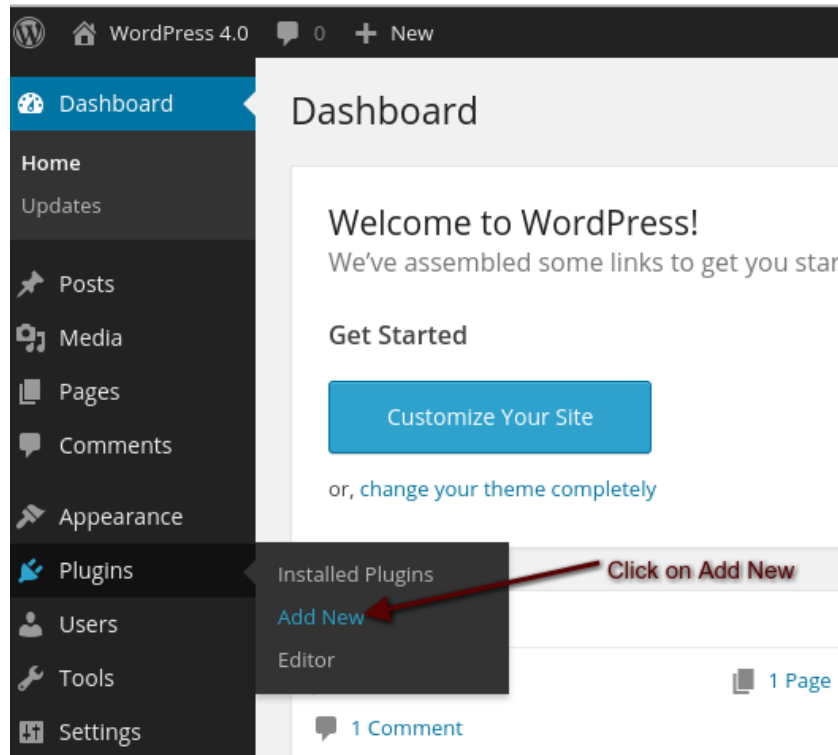 WordPress 4.0 0 + New
Dashboard
Home
Updates
Posts
Media
Pages
Comments
Appearance
Plugins
Users
Tools
Settings
Dashboard
Welcome to WordPress!
We've assembled some links to get you star
Get Started
Customize Your Site
or, change your theme completely
Installed Plugins
Add New
Editor
Click on Add New
1 Page
1 Comment